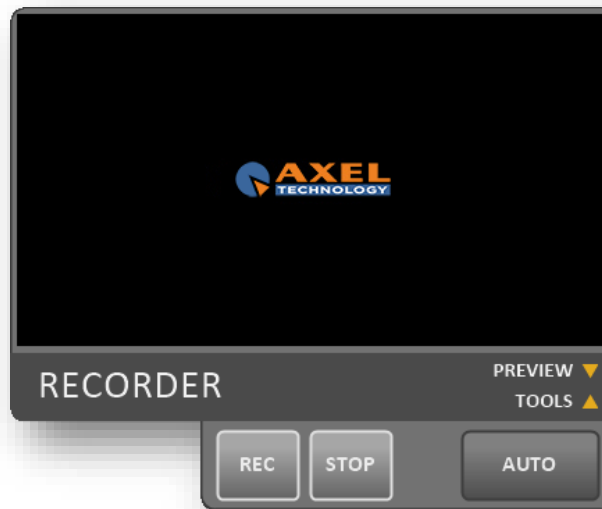 AXEL
TECHNOLOGY
RECORDER
PREVIEW
TOOLS
REC
STOP
AUTO